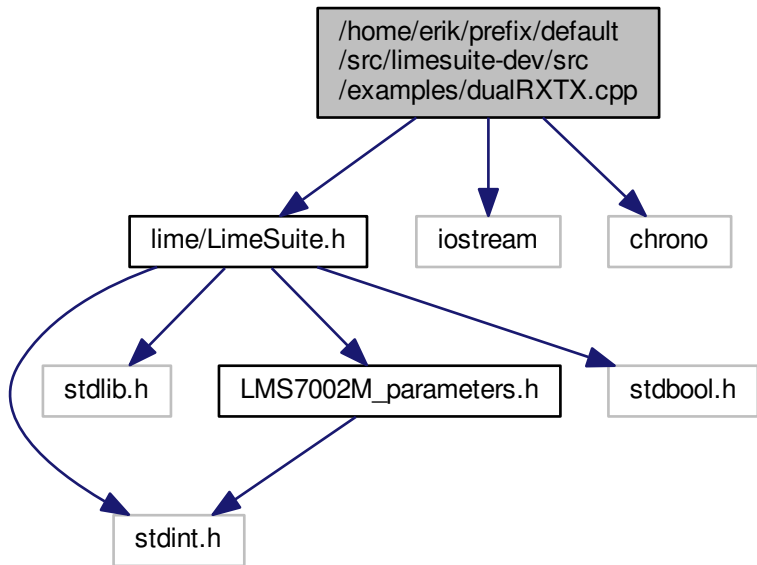 /home/erik/prefix/default
/src/limesuite-dev/src
/examples/dualRXTX.cpp
lime/LimeSuite.h
iostream
chrono
stdlib.h
LMS7002M_parameters.h
stdbool.h
stdint.h